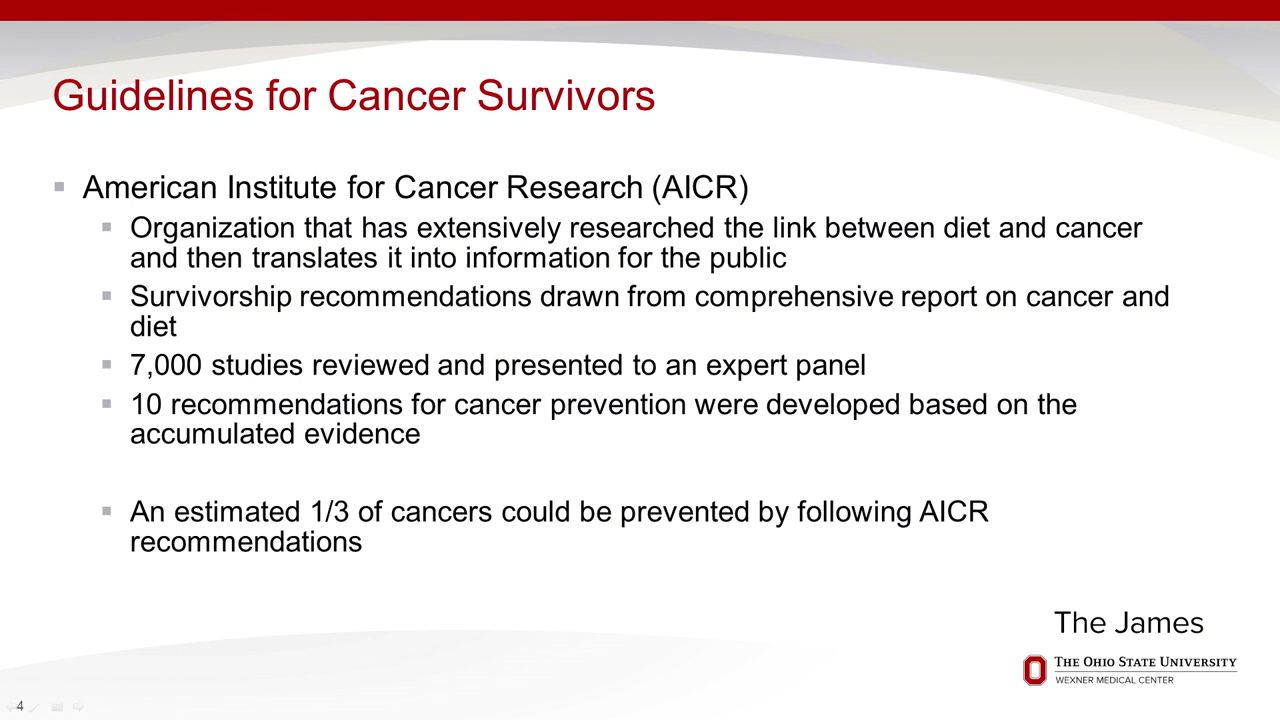 Guidelines for Cancer Survivors
American Institute for Cancer Research (AICR)
Organization that has extensively researched the link between diet and cancer
and then translates it into information for the public
Survivorship recommendations drawn from comprehensive report on cancer and
diet
7,000 studies reviewed and presented to an expert panel
10 recommendations for cancer prevention were developed based on the
accumulated evidence
An estimated 1/3 of cancers could be prevented by following AICR
recommendations
The James
THE OHIO STATE UNIVERSITY
WEXNER MEDICAL CENTER
4